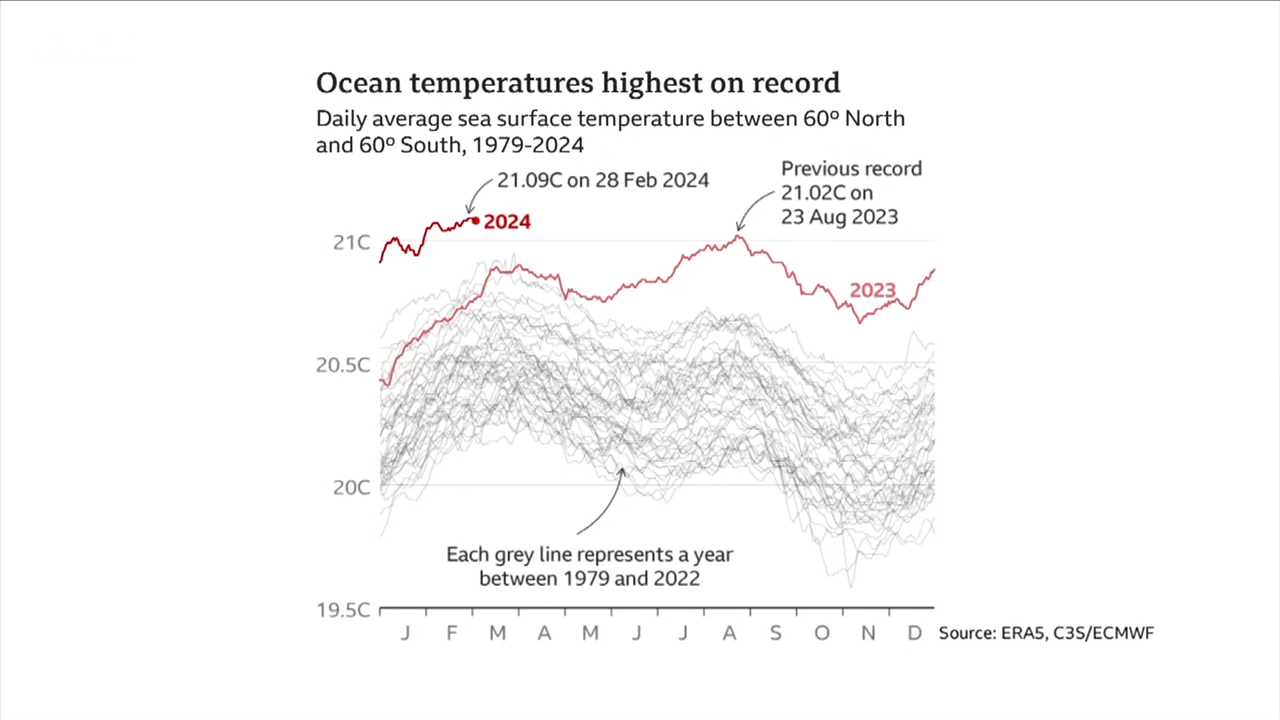 Ocean temperatures highest on record
Daily average sea surface temperature between 60º North
and 60º South, 1979-2024
Previous record
21.02C on
23 Aug 2023
21.09C on 28 Feb 2024
2024
21C
2023
20.5C
20C
Each grey line represents a year
between 1979 and 2022
19.5C
J F M A M J J A S O N D
Source: ERA5, C3S/ECMWF